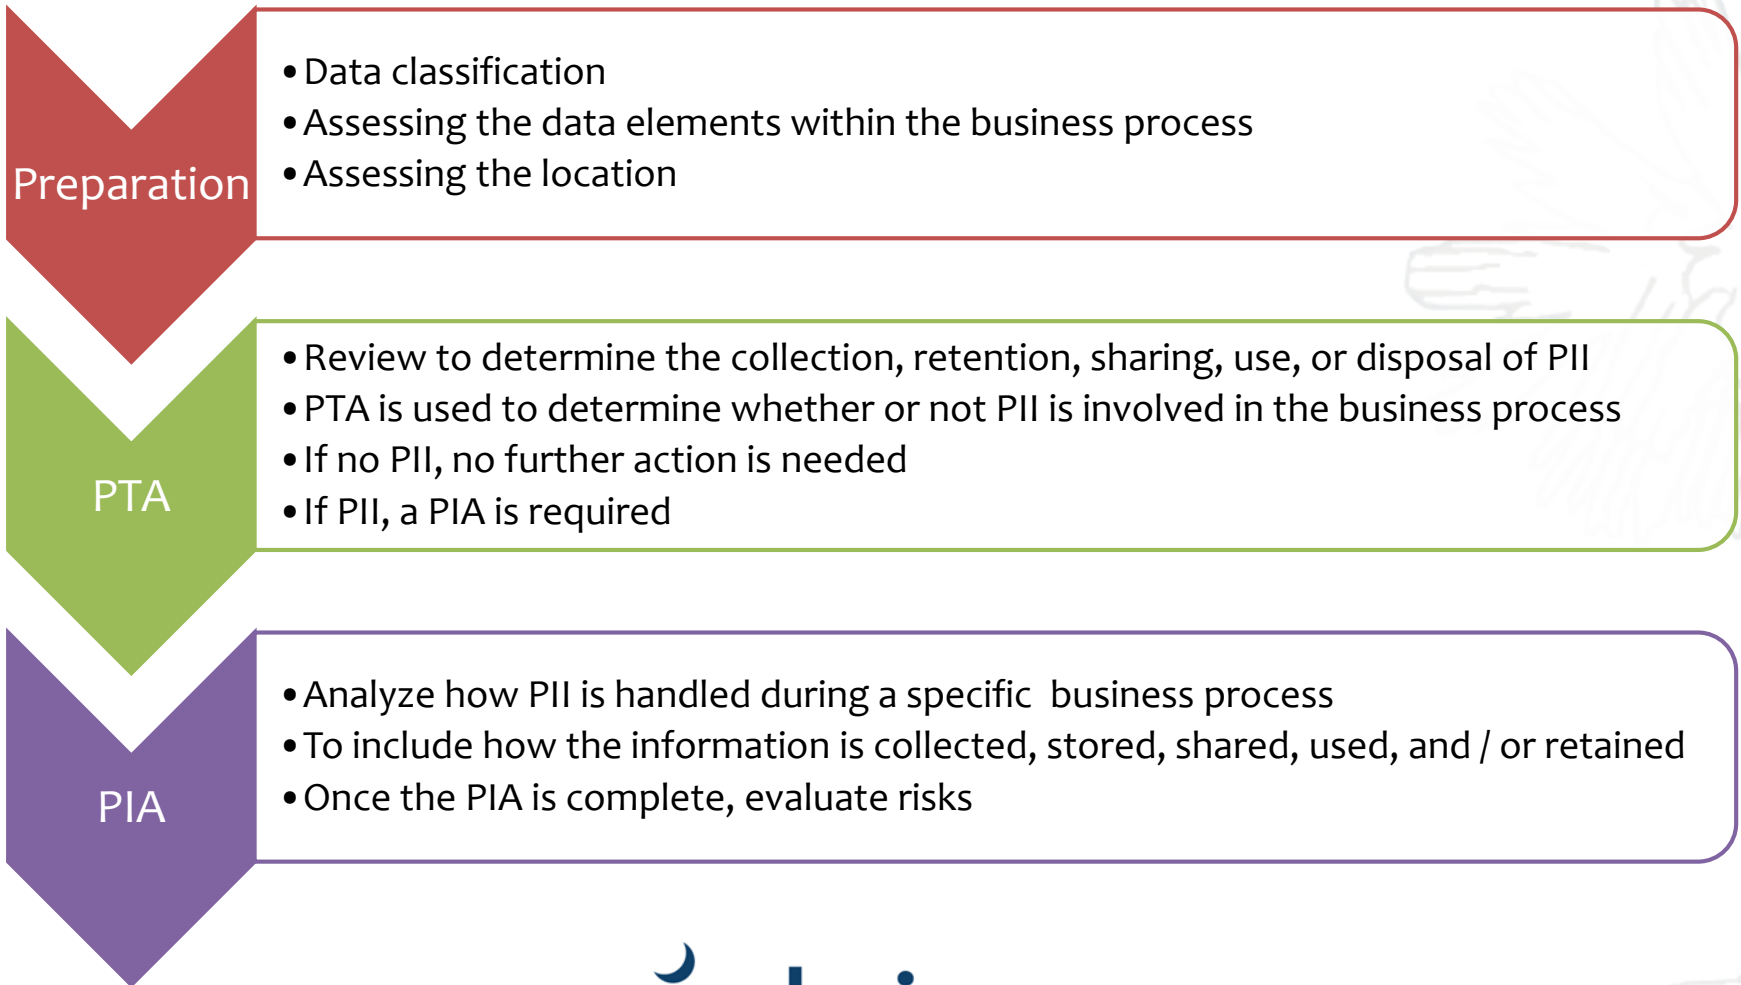 Preparation
•Data classification
•Assessing the data elements within the business process
•Assessing the location
PTA
•Review to determine the collection, retention, sharing, use, or disposal of PII
•PTA is used to determine whether or not PII is involved in the business process
•If no PII, no further action is needed
•If PII, a PIA is required
PIA
•Analyze how PII is handled during a specific  business process
•To include how the information is collected, stored, shared, used, and / or retained
•Once the PIA is complete, evaluate risks